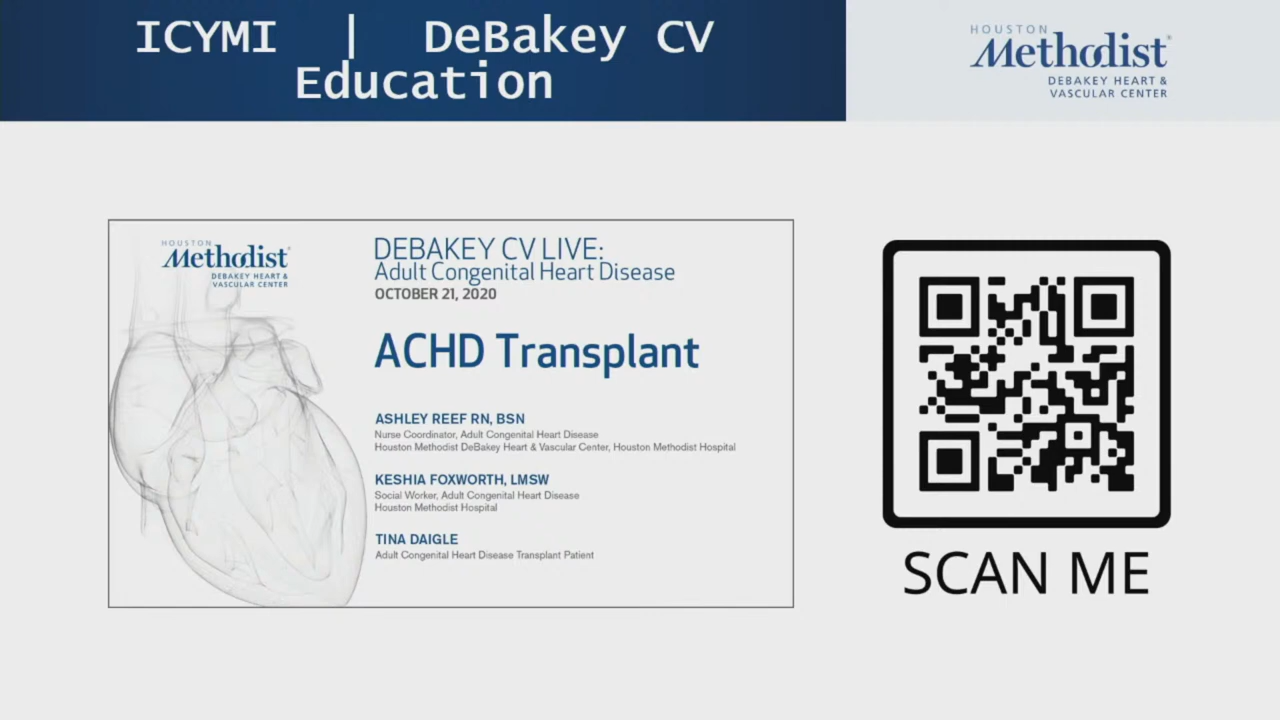 ICYMI | DeBakey CV
Education
HOUSTON
Methodist®
DEBAKEY HEART &
VASCULAR CENTER
HOUSTON
Methodist®
DEBAKEY HEART &
VASCULAR CENTER
DEBAKEY CV LIVE:
Adult Congenital Heart Disease
OCTOBER 21, 2020
ACHD Transplant
ASHLEY REEF RN, BSN
Nurse Coordinator, Adult Congenital Heart Disease
Houston Methodist DeBakey Heart & Vascular Center, Houston Methodist Hospital
KESHIA FOXWORTH, LMSW
Social Worker, Adult Congenital Heart Disease
Houston Methodist Hospital
TINA DAIGLE
Adult Congenital Heart Disease Transplant Patient
SCAN ME